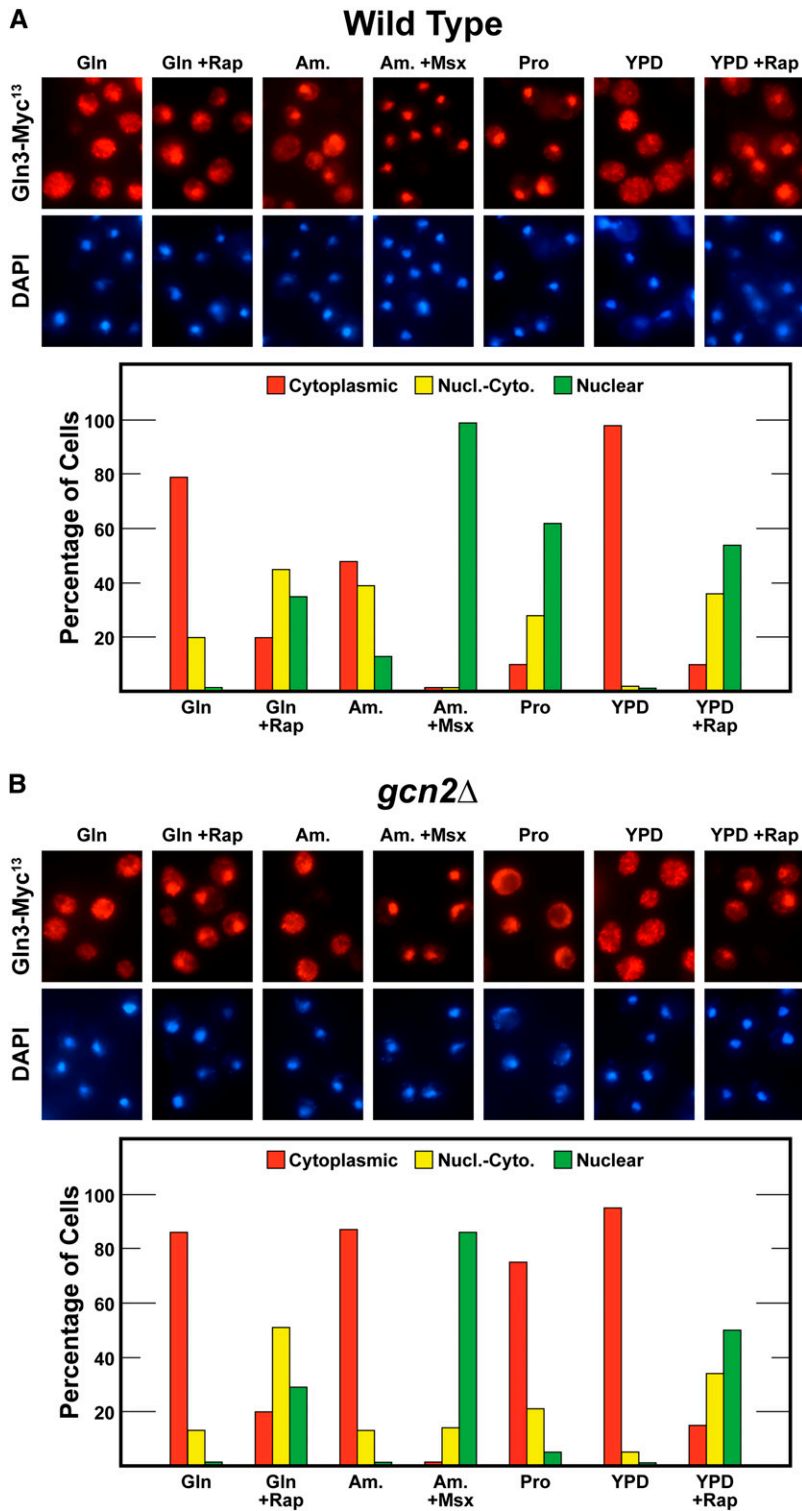 A
Wild Type
Gln Gln +Rap Am. Am. +Msx Pro YPD YPD +Rap
Gln3-Myc¹³
DAPI
Cytoplasmic Nucl.-Cyto. Nuclear
Percentage of Cells
100
80
60
40
20
Gln Gln +Rap Am. Am. +Msx Pro YPD YPD +Rap
B
gcn2Δ
Gln Gln +Rap Am. Am. +Msx Pro YPD YPD +Rap
Gln3-Myc¹³
DAPI
Cytoplasmic Nucl.-Cyto. Nuclear
Percentage of Cells
100
80
60
40
20
Gln Gln +Rap Am. Am. +Msx Pro YPD YPD +Rap